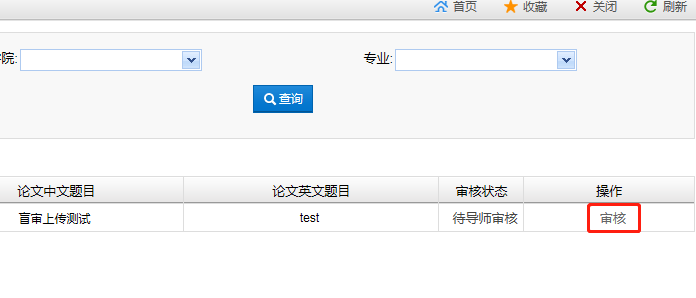 首页 收藏 关闭 刷新
院: 专业:
查询
论文中文题目 论文英文题目 审核状态 操作
盲审上传测试 test 待导师审核 审核